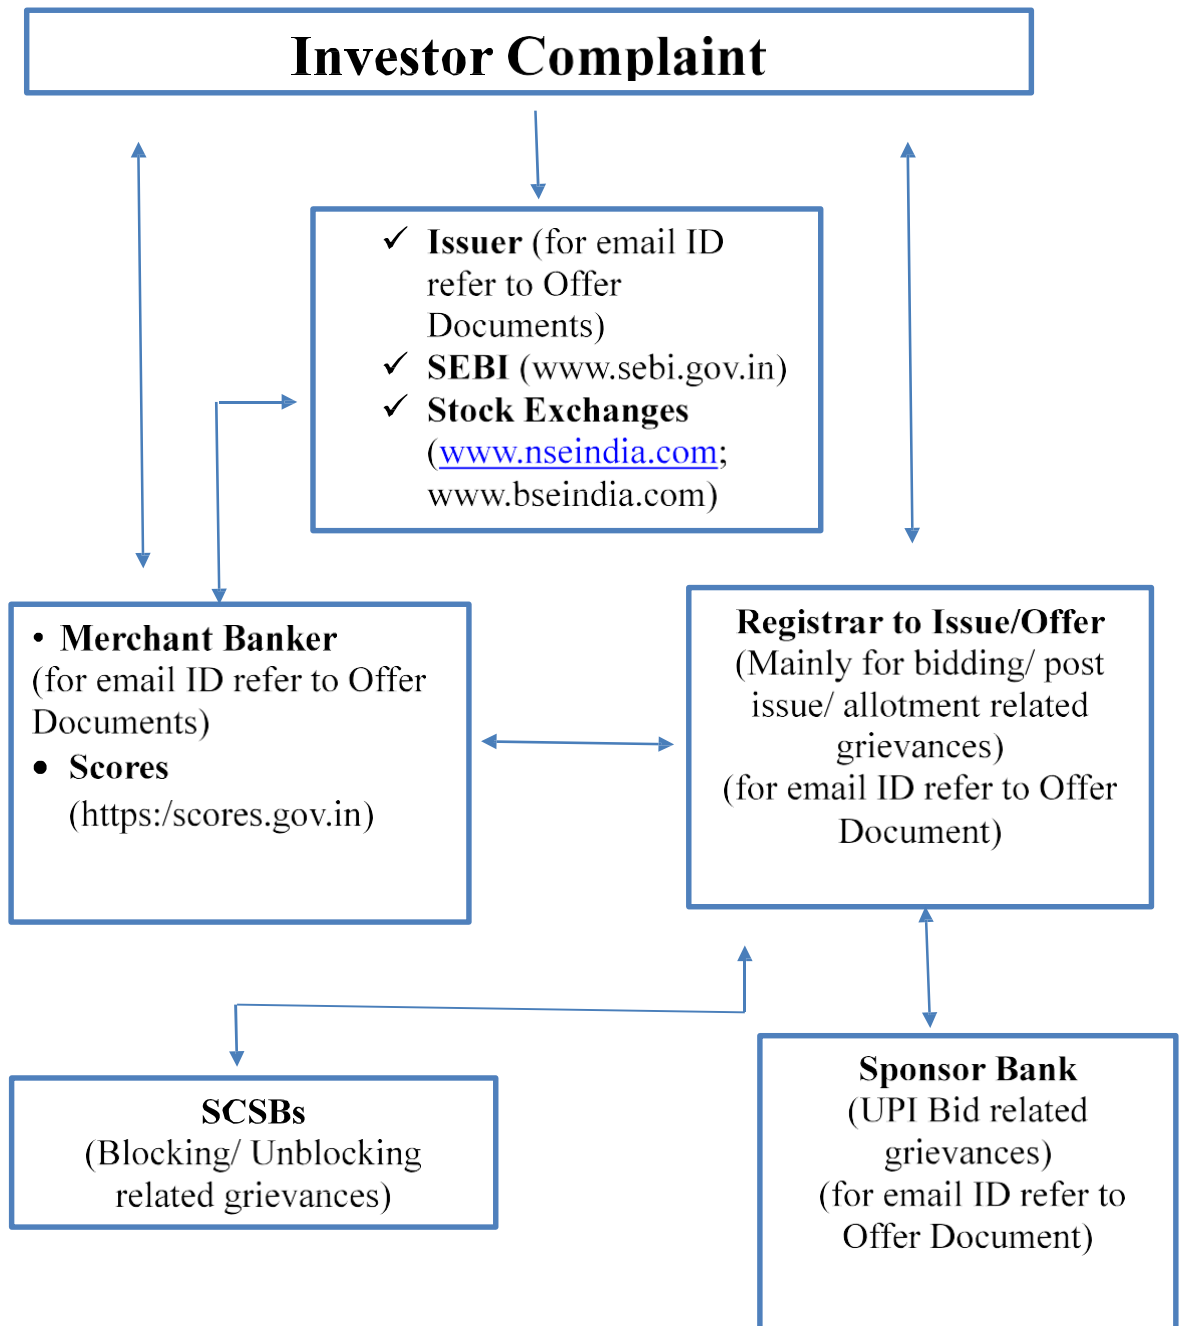 Investor Complaint
✓ Issuer (for email ID
refer to Offer
Documents)
✓ SEBI (www.sebi.gov.in)
✓ Stock Exchanges
(www.nseindia.com;
www.bseindia.com)
• Merchant Banker
(for email ID refer to Offer
Documents)
• Scores
(https:/scores.gov.in)
Registrar to Issue/Offer
(Mainly for bidding/ post
issue/ allotment related
grievances)
(for email ID refer to Offer
Document)
SCSBs
(Blocking/ Unblocking
related grievances)
Sponsor Bank
(UPI Bid related
grievances)
(for email ID refer to
Offer Document)